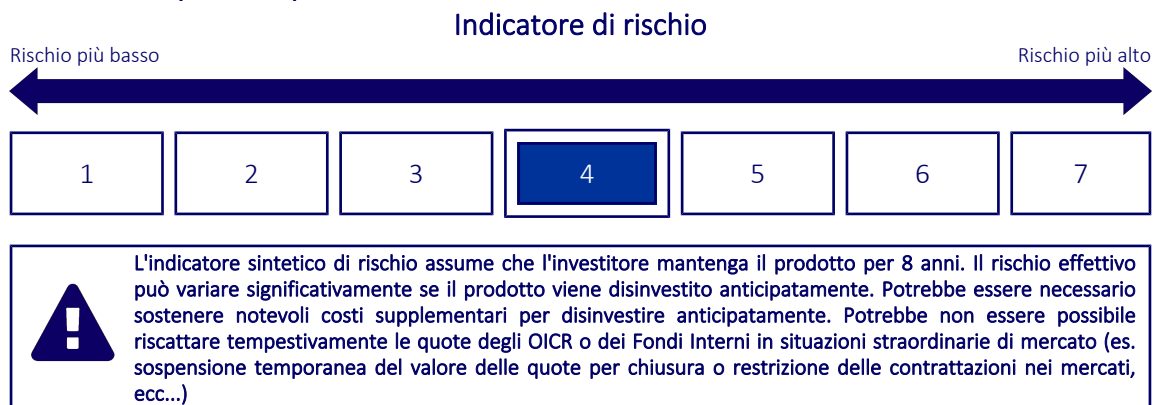 Indicatore di rischio
Rischio più basso Rischio più alto
1 2 3 4 5 6 7
L'indicatore sintetico di rischio assume che l'investitore mantenga il prodotto per 8 anni. Il rischio effettivo
può variare significativamente se il prodotto viene disinvestito anticipatamente. Potrebbe essere necessario
sostenere notevoli costi supplementari per disinvestire anticipatamente. Potrebbe non essere possibile
riscattare tempestivamente le quote degli OICR o dei Fondi Interni in situazioni straordinarie di mercato (es.
sospensione temporanea del valore delle quote per chiusura o restrizione delle contrattazioni nei mercati,
ecc...)